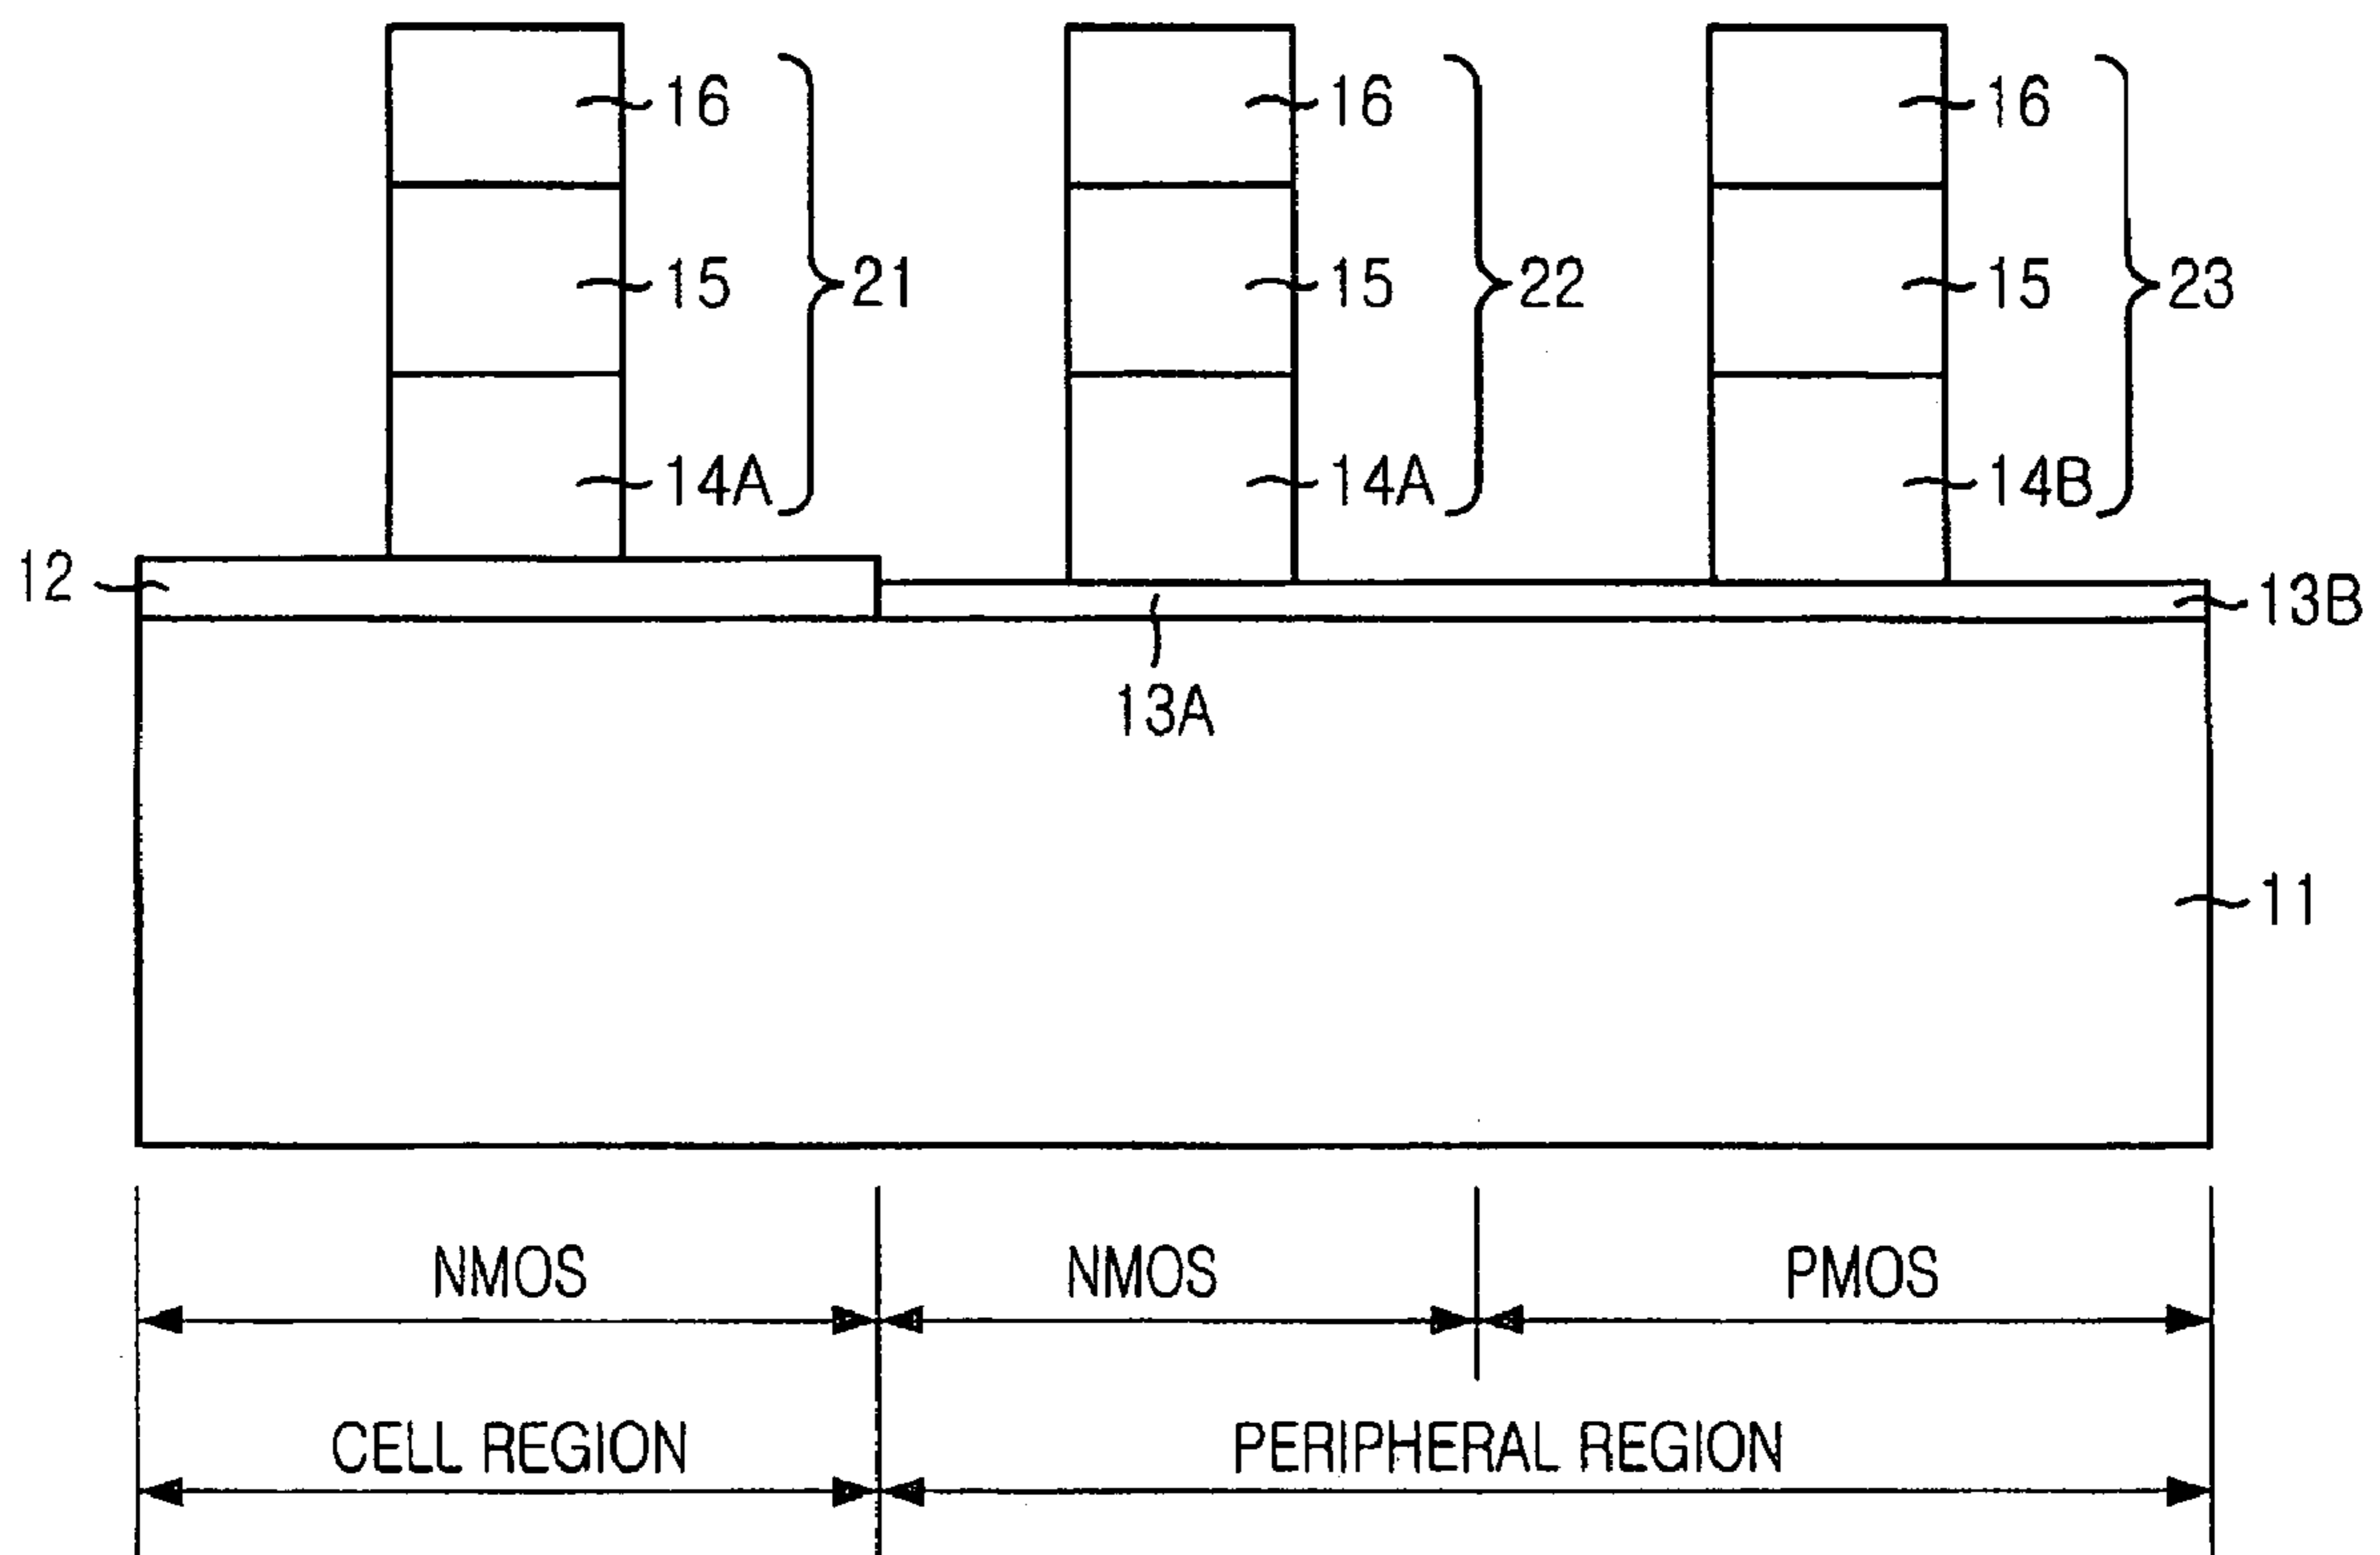 16 16 16
15 21 15 22 15 23
14A 14A 14B
12 13B
13A
11
NMOS NMOS PMOS
CELL REGION PERIPHERAL REGION